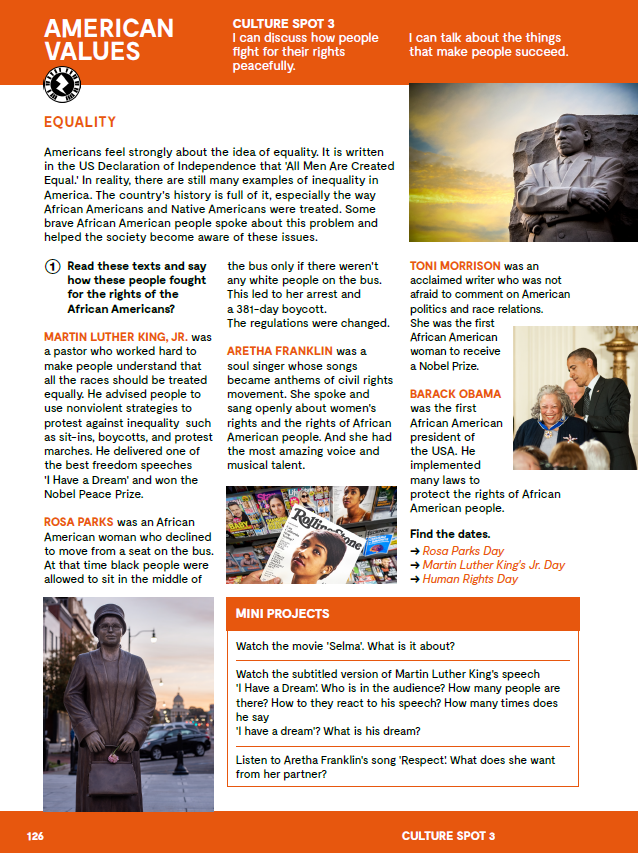 AMERICAN
VALUES
CULTURE SPOT 3
I can discuss how people
fight for their rights
peacefully.
I can talk about the things
that make people succeed.
EQUALITY
Americans feel strongly about the idea of equality. It is written
in the US Declaration of Independence that 'All Men Are Created
Equal.' In reality, there are still many examples of inequality in
America. The country's history is full of it, especially the way
African Americans and Native Americans were treated. Some
brave African American people spoke about this problem and
helped the society become aware of these issues.
1 Read these texts and say
how these people fought
for the rights of the
African Americans?
MARTIN LUTHER KING, JR. was
a pastor who worked hard to
make people understand that
all the races should be treated
equally. He advised people to
use nonviolent strategies to
protest against inequality such
as sit-ins, boycotts, and protest
marches. He delivered one of
the best freedom speeches
'I Have a Dream' and won the
Nobel Peace Prize.
ROSA PARKS was an African
American woman who declined
to move from a seat on the bus.
At that time black people were
allowed to sit in the middle of
the bus only if there weren't
any white people on the bus.
This led to her arrest and
a 381-day boycott.
The regulations were changed.
ARETHA FRANKLIN was a
soul singer whose songs
became anthems of civil rights
movement. She spoke and
sang openly about women's
rights and the rights of African
American people. And she had
the most amazing voice and
musical talent.
RollingStone
TONI MORRISON was an
acclaimed writer who was not
afraid to comment on American
politics and race relations.
She was the first
African American
woman to receive
a Nobel Prize.
BARACK OBAMA
was the first
African American
president of
the USA. He
implemented
many laws to
protect the rights of African
American people.
Find the dates.
→ Rosa Parks Day
→ Martin Luther King's Jr. Day
→ Human Rights Day
MINI PROJECTS
Watch the movie 'Selma'. What is it about?
Watch the subtitled version of Martin Luther King's speech
'I Have a Dream'. Who is in the audience? How many people are
there? How to they react to his speech? How many times does
he say
'I have a dream'? What is his dream?
Listen to Aretha Franklin's song 'Respect'. What does she want
from her partner?
126
CULTURE SPOT 3